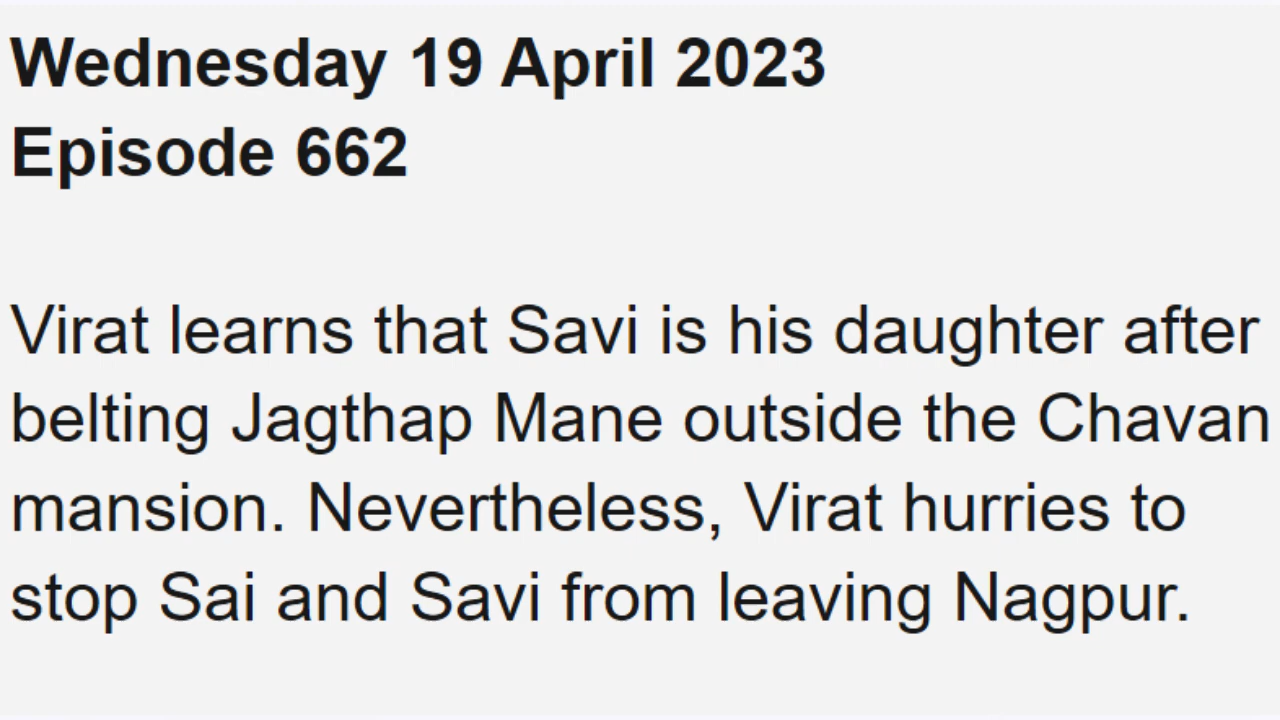 Wednesday 19 April 2023
Episode 662
Virat learns that Savi is his daughter after
belting Jagthap Mane outside the Chavan
mansion. Nevertheless, Virat hurries to
stop Sai and Savi from leaving Nagpur.